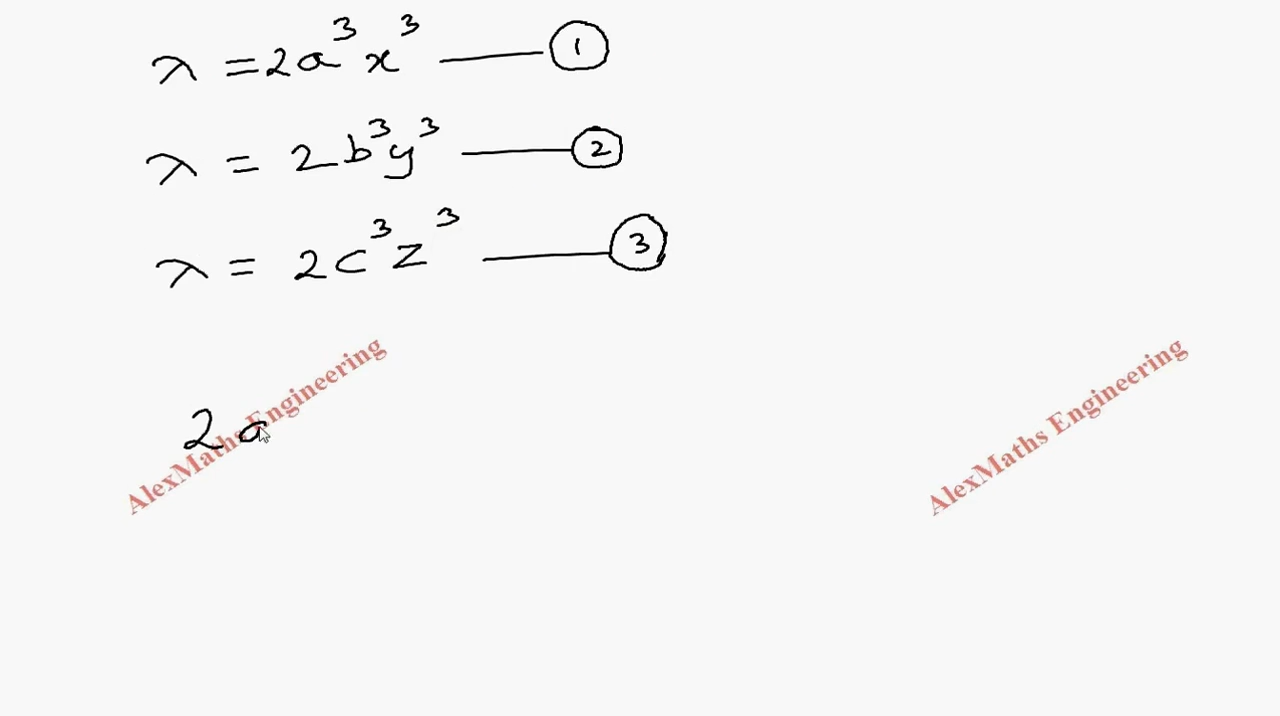 λ = 2a³x³ —— ①
λ = 2b³y³ —— ②
λ = 2c³z³ —— ③
2a
AlexMaths Engineering
AlexMaths Engineering